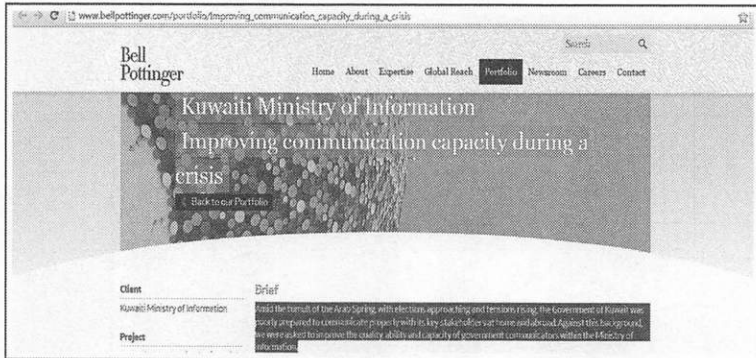 www.bellpottinger.com/portfolio/improving_communication_capacity_during_a_crisis
Search
Bell
Pottinger
Home About Expertise Global Reach Portfolio Newsroom Careers Contact
Kuwaiti Ministry of Information
Improving communication capacity during a
crisis
Back to our Portfolio
Client
Kuwaiti Ministry of Information
Project
Brief
Amid the tumult of the Arab Spring, with elections approaching and tensions rising, the Government of Kuwait was
poorly prepared to communicate properly with its key stakeholders at home and abroad. Against this background,
we were asked to improve the quality, ability and capacity of government communicators within the Ministry of
Information.